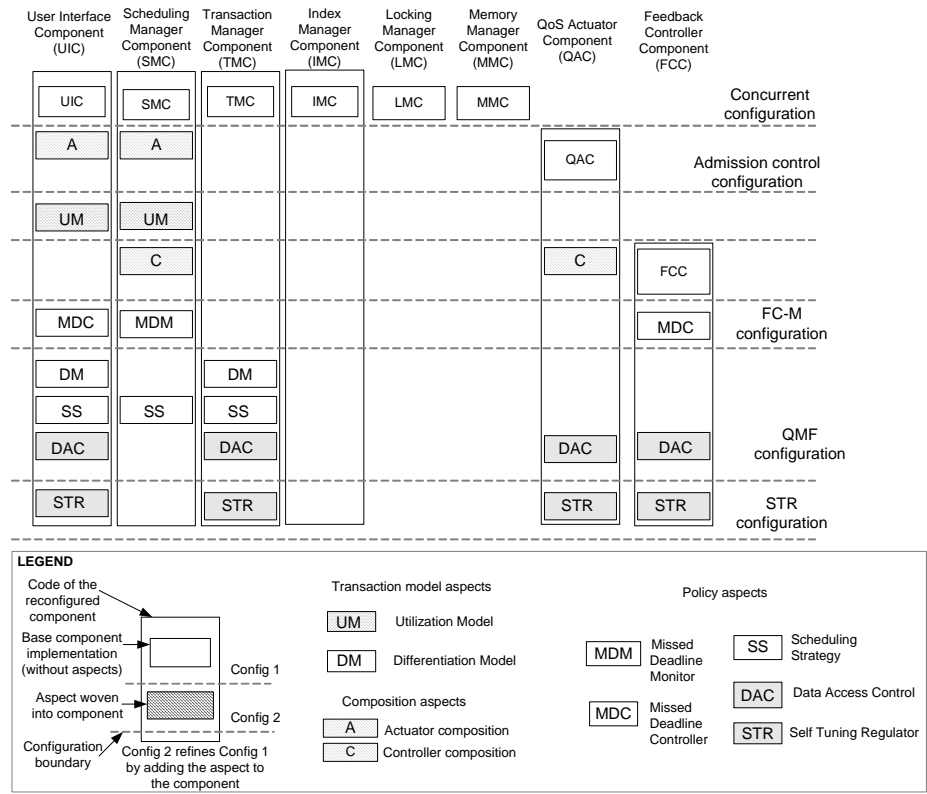 User Interface
Component
(UIC)
Scheduling
Manager
Component
(SMC)
Transaction
Manager
Component
(TMC)
Index
Manager
Component
(IMC)
Locking
Manager
Component
(LMC)
Memory
Manager
Component
(MMC)
QoS Actuator
Component
(QAC)
Feedback
Controller
Component
(FCC)
UIC
SMC
TMC
IMC
LMC
MMC
Concurrent
configuration
A
A
QAC
Admission control
configuration
UM
UM
C
C
FCC
MDC
MDM
MDC
FC-M
configuration
DM
DM
SS
SS
SS
DAC
DAC
DAC
DAC
QMF
configuration
STR
STR
STR
STR
STR
configuration
LEGEND
Code of the
reconfigured
component
Base component
implementation
(without aspects)
Config 1
Aspect woven
into component
Config 2
Configuration
boundary
Config 2 refines Config 1
by adding the aspect to
the component
Transaction model aspects
UM
Utilization Model
DM
Differentiation Model
Composition aspects
A
Actuator composition
C
Controller composition
Policy aspects
MDM
Missed
Deadline
Monitor
MDC
Missed
Deadline
Controller
SS
Scheduling
Strategy
DAC
Data Access Control
STR
Self Tuning Regulator